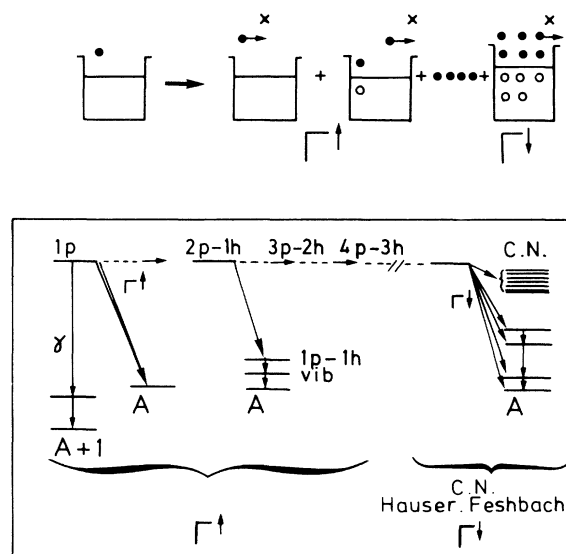 x x x
+ + +
Γ↑ Γ↓
1p 2p-1h 3p-2h 4p-3h C.N.
Γ↑ Γ↓
γ
1p-1h
vib
A A A
A+1
C.N.
Hauser.Feshbach
Γ↑ Γ↓